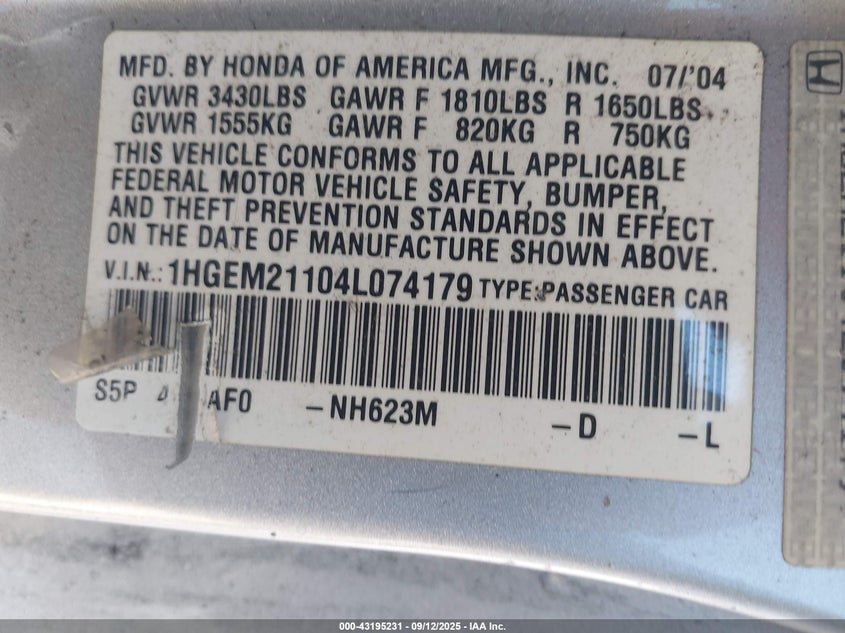 MFD. BY HONDA OF AMERICA MFG., INC. 07/'04
GVWR 3430LBS GAWR F 1810LBS R 1650LBS
GVWR 1555KG GAWR F 820KG R 750KG
THIS VEHICLE CONFORMS TO ALL APPLICABLE
FEDERAL MOTOR VEHICLE SAFETY, BUMPER,
AND THEFT PREVENTION STANDARDS IN EFFECT
ON THE DATE OF MANUFACTURE SHOWN ABOVE.
V.I.N.: 1HGEM21104L074179 TYPE: PASSENGER CAR
S5P 4 AF0 -NH623M -D -L
000-43195231 - 09/12/2025 - IAA Inc.